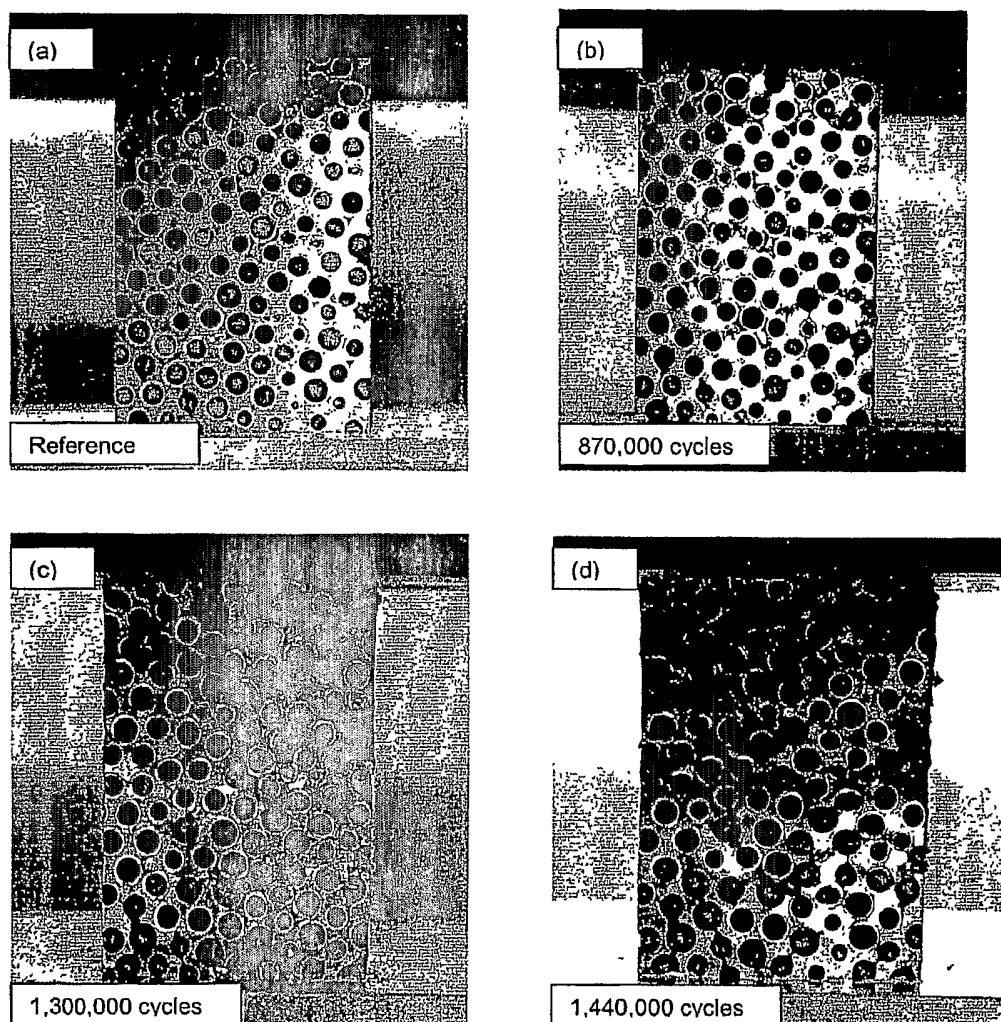 (a)
Reference
(b)
870,000 cycles
(c)
1,300,000 cycles
(d)
1,440,000 cycles